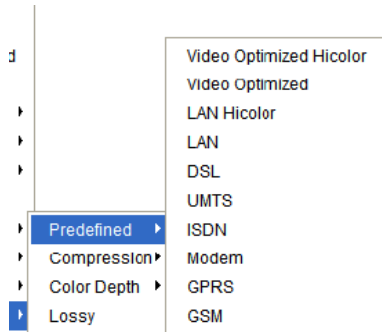 d
Video Optimized Hicolor
Video Optimized
LAN Hicolor
LAN
DSL
UMTS
Predefined
ISDN
Compression
Modem
Color Depth
GPRS
Lossy
GSM